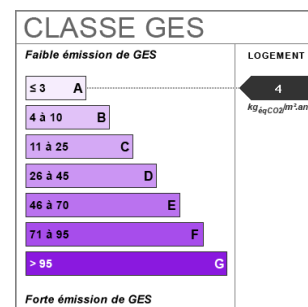 CLASSE GES
Faible émission de GES
LOGEMENT
≤ 3 A
4
kgéqCO2/m².an
4 à 10 B
11 à 25 C
26 à 45 D
46 à 70 E
71 à 95 F
> 95 G
Forte émission de GES